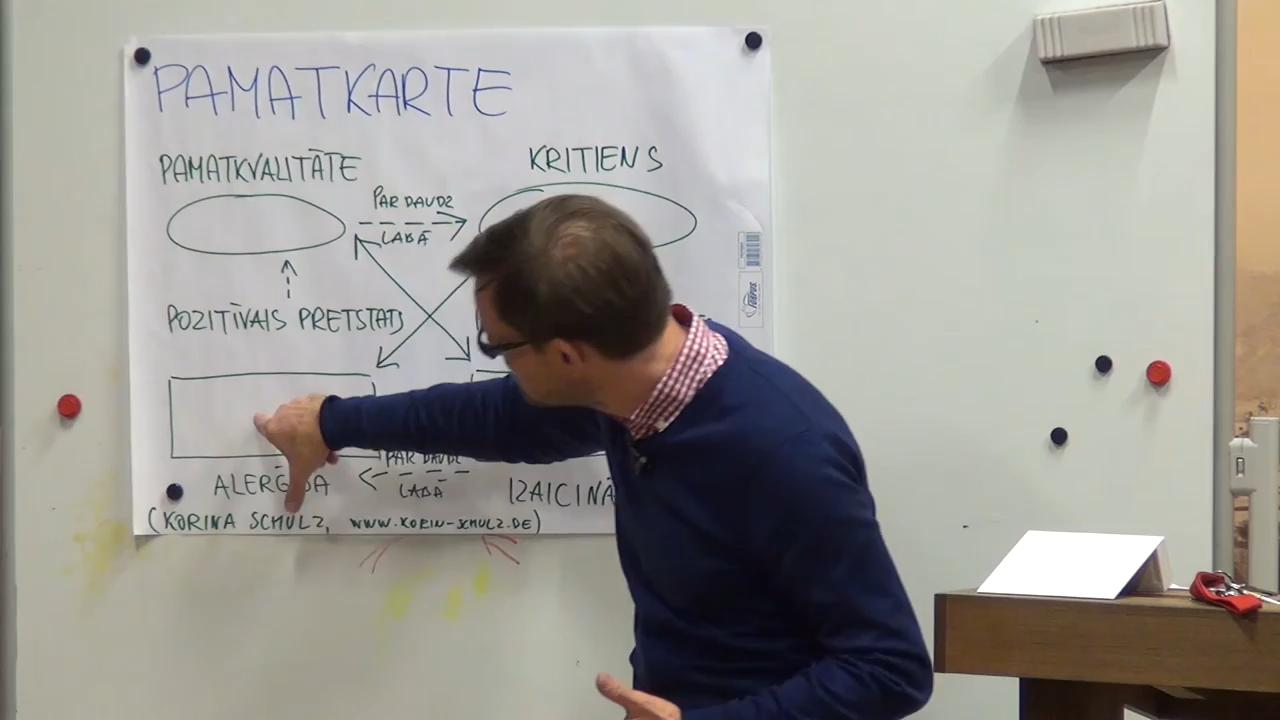 PAMATKARTE
PAMATKVALITĀTE
KRITIENS
PAR DAUDZ
LABĀ
POZITĪVAIS PRETSTATS
PAR DAUDZ
LABĀ
(KORINA SCHULZ, WWW.KORIN-SCHULZ.DE)